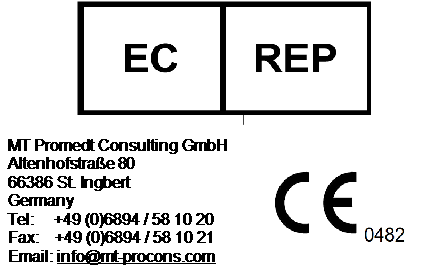 EC REP
MT Promedt Consulting GmbH
Altenhofstraße 80
66386 St. Ingbert
Germany
Tel: +49 (0)6894 / 58 10 20
Fax: +49 (0)6894 / 58 10 21
Email: info@mt-procons.com
CE 0482